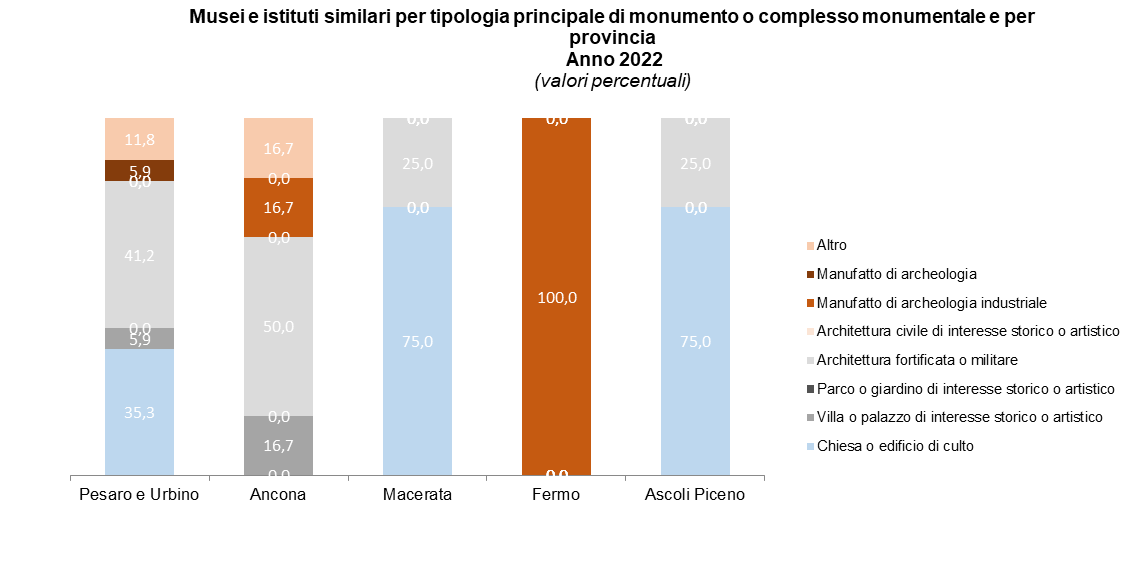 Musei e istituti similari per tipologia principale di monumento o complesso monumentale e per
provincia
Anno 2022
(valori percentuali)
11,8
5,9
0,0
41,2
0,0
5,9
35,3
16,7
0,0
16,7
0,0
50,0
0,0
16,7
0,0
0,0
25,0
0,0
75,0
0,0
100,0
0,0
0,0
25,0
0,0
75,0
Altro
Manufatto di archeologia
Manufatto di archeologia industriale
Architettura civile di interesse storico o artistico
Architettura fortificata o militare
Parco o giardino di interesse storico o artistico
Villa o palazzo di interesse storico o artistico
Chiesa o edificio di culto
Pesaro e Urbino
Ancona
Macerata
Fermo
Ascoli Piceno